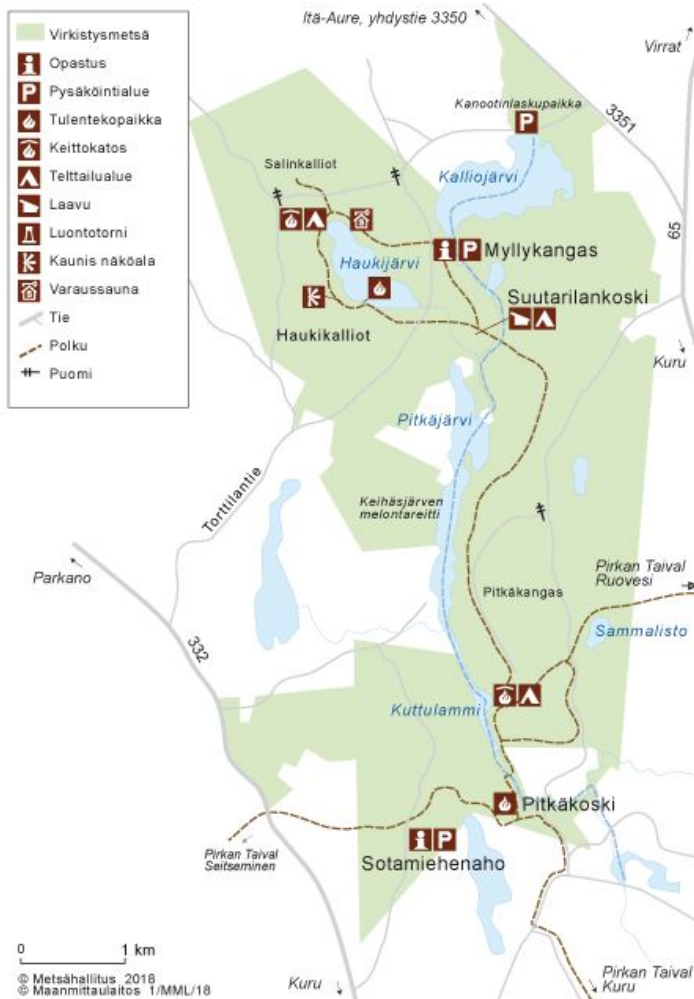 Virkistysmetsä
Opastus
Pysäköintialue
Tulentekopaikka
Keittokatos
Telttailualue
Laavu
Luontotorni
Kaunis näköala
Varaussauna
Tie
Polku
Puomi
Itä-Aure, yhdystie 3350
Virrat
Kanootinlaskupaikka
P
3351
Salinkalliot
Kalliojärvi
65
P
Myllykangas
Haukijärvi
Suutarilankoski
Haukikalliot
Kuru
Pitkäjärvi
Torttilantie
Keihäsjärven
melontareitti
Parkano
Pitkäkangas
Pirkan Taival
Ruovesi
332
Sammalisto
Kuttulammi
Pitkäkoski
P
Sotamiehenaho
Pirkan Taival
Seitseminen
0 1 km
© Metsähallitus 2018
© Maanmittauslaitos 1/MML/18
Kuru
Pirkan Taival
Kuru